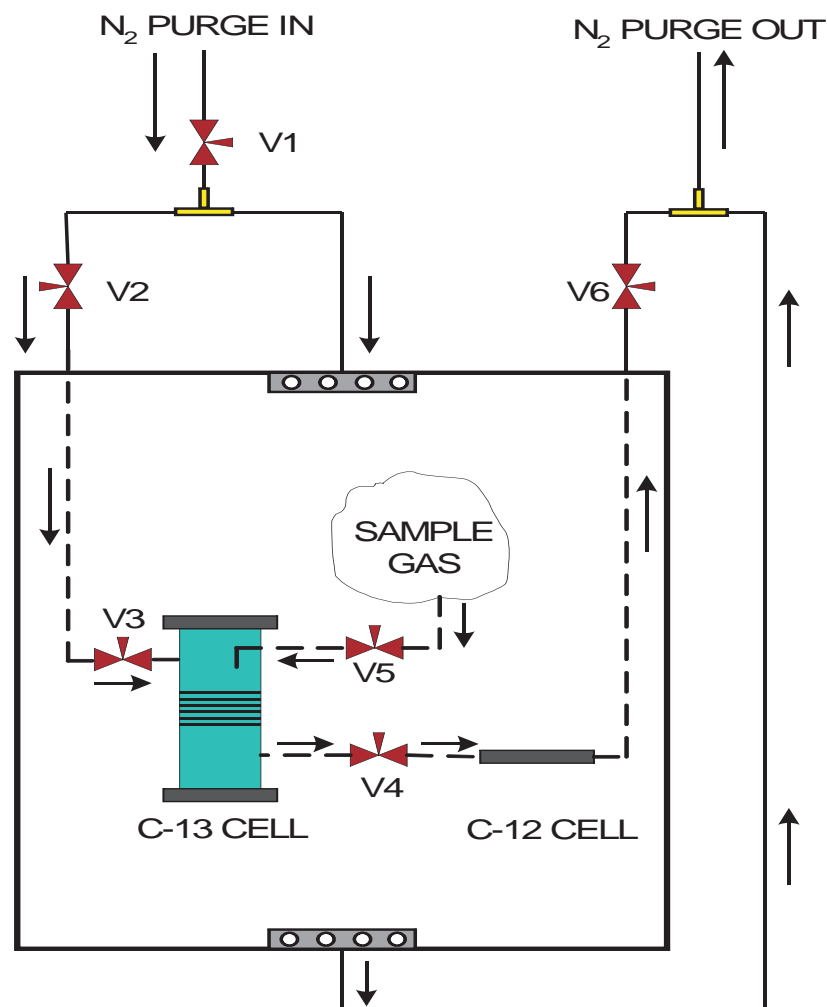 N₂ PURGE IN
N₂ PURGE OUT
V1
V2
V6
SAMPLE
GAS
V3
V5
V4
C-13 CELL
C-12 CELL